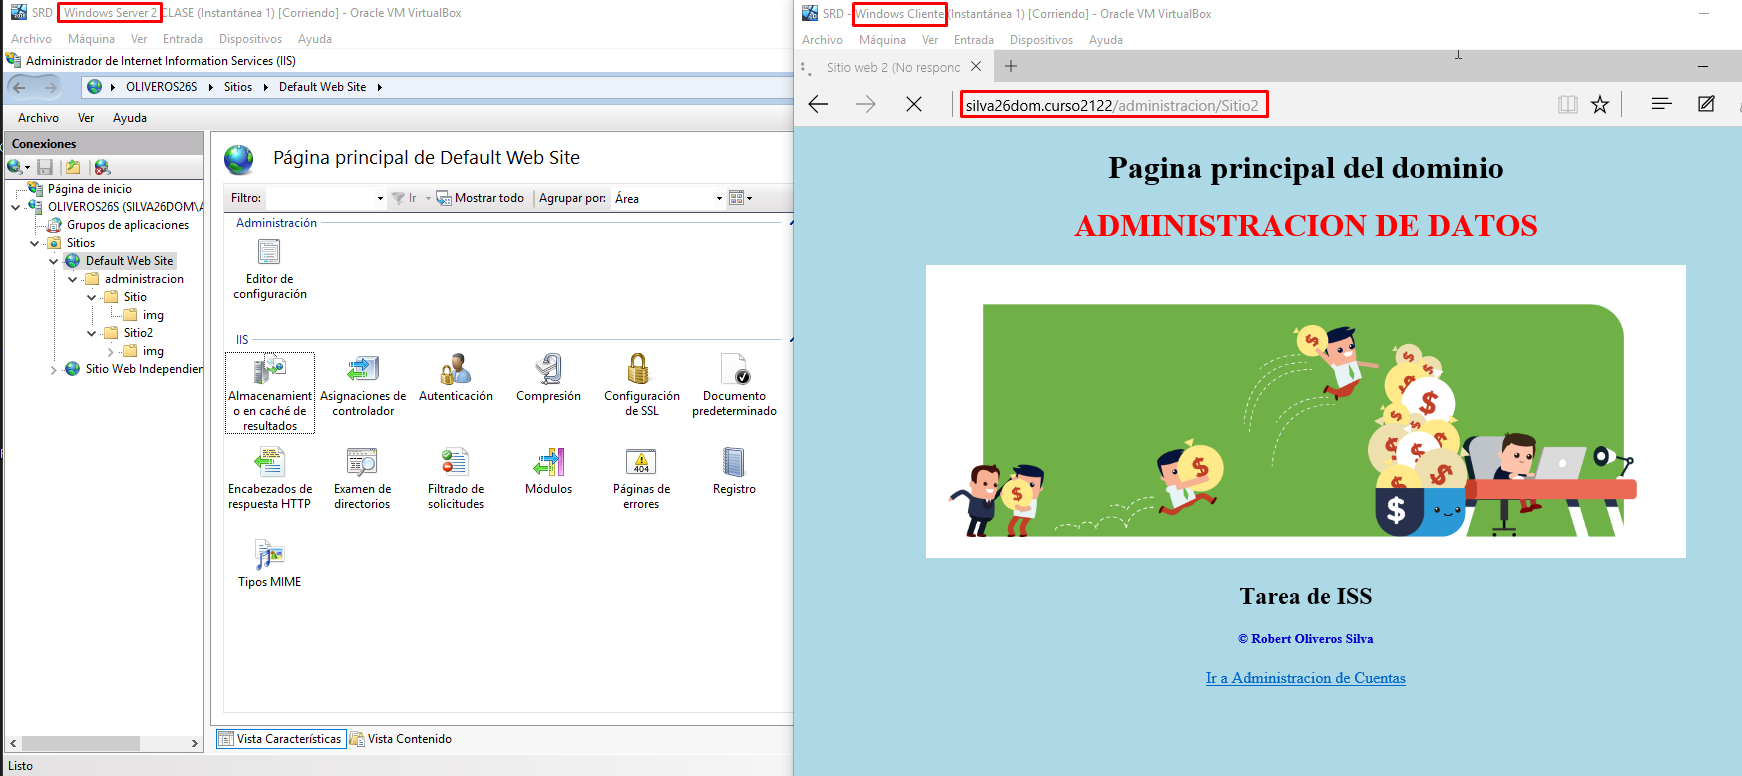 SRD - Windows Server 2 CLASE (Instantánea 1) [Corriendo] - Oracle VM VirtualBox
Archivo Máquina Ver Entrada Dispositivos Ayuda
Administrador de Internet Information Services (IIS)
OLIVEROS26S Sitios Default Web Site
Archivo Ver Ayuda
Conexiones
Página de inicio
OLIVEROS26S (SILVA26DOM\A
Grupos de aplicaciones
Sitios
Default Web Site
administracion
Sitio
img
Sitio2
img
Sitio Web Independien
Página principal de Default Web Site
Filtro: Ir Mostrar todo Agrupar por: Área
Administración
Editor de
configuración
IIS
Almacenamient
o en caché de
resultados
Asignaciones de
controlador
Autenticación
Compresión
Configuración
de SSL
Documento
predeterminado
Encabezados de
respuesta HTTP
Examen de
directorios
Filtrado de
solicitudes
Módulos
404
Páginas de
errores
Registro
Tipos MIME
Vista Características Vista Contenido
Listo
SRD - Windows Cliente (Instantánea 1) [Corriendo] - Oracle VM VirtualBox
Archivo Máquina Ver Entrada Dispositivos Ayuda
Sitio web 2 (No responc
silva26dom.curso2122/administracion/Sitio2
Pagina principal del dominio
ADMINISTRACION DE DATOS
Tarea de ISS
© Robert Oliveros Silva
Ir a Administracion de Cuentas